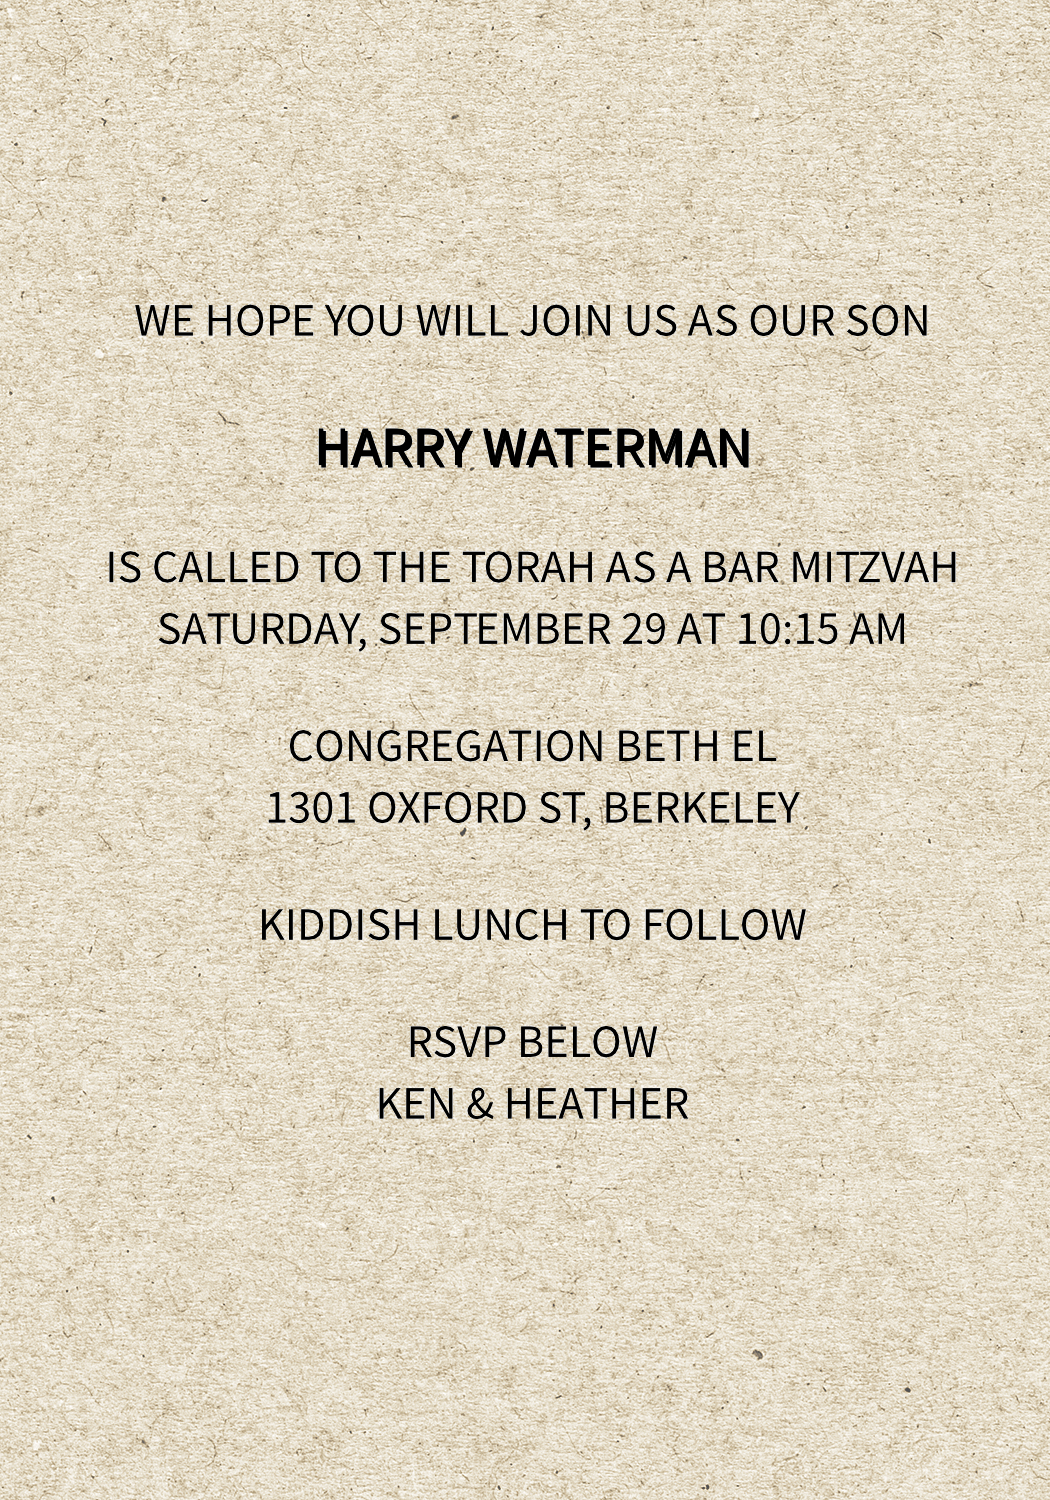 WE HOPE YOU WILL JOIN US AS OUR SON
HARRY WATERMAN
IS CALLED TO THE TORAH AS A BAR MITZVAH
SATURDAY, SEPTEMBER 29 AT 10:15 AM
CONGREGATION BETH EL
1301 OXFORD ST, BERKELEY
KIDDISH LUNCH TO FOLLOW
RSVP BELOW
KEN & HEATHER